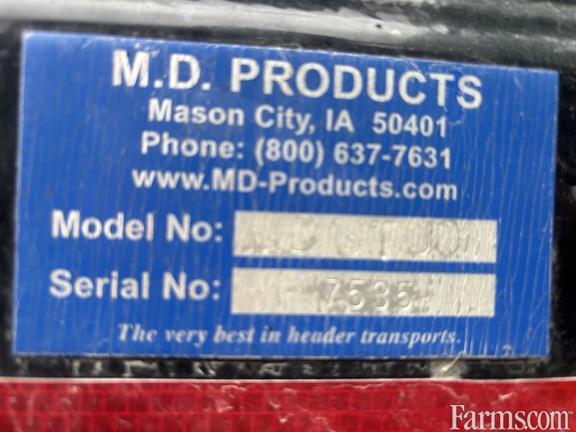 M.D. PRODUCTS
Mason City, IA 50401
Phone: (800) 637-7631
www.MD-Products.com
Model No:
Serial No: 7535
The very best in header transports.
Farms.com